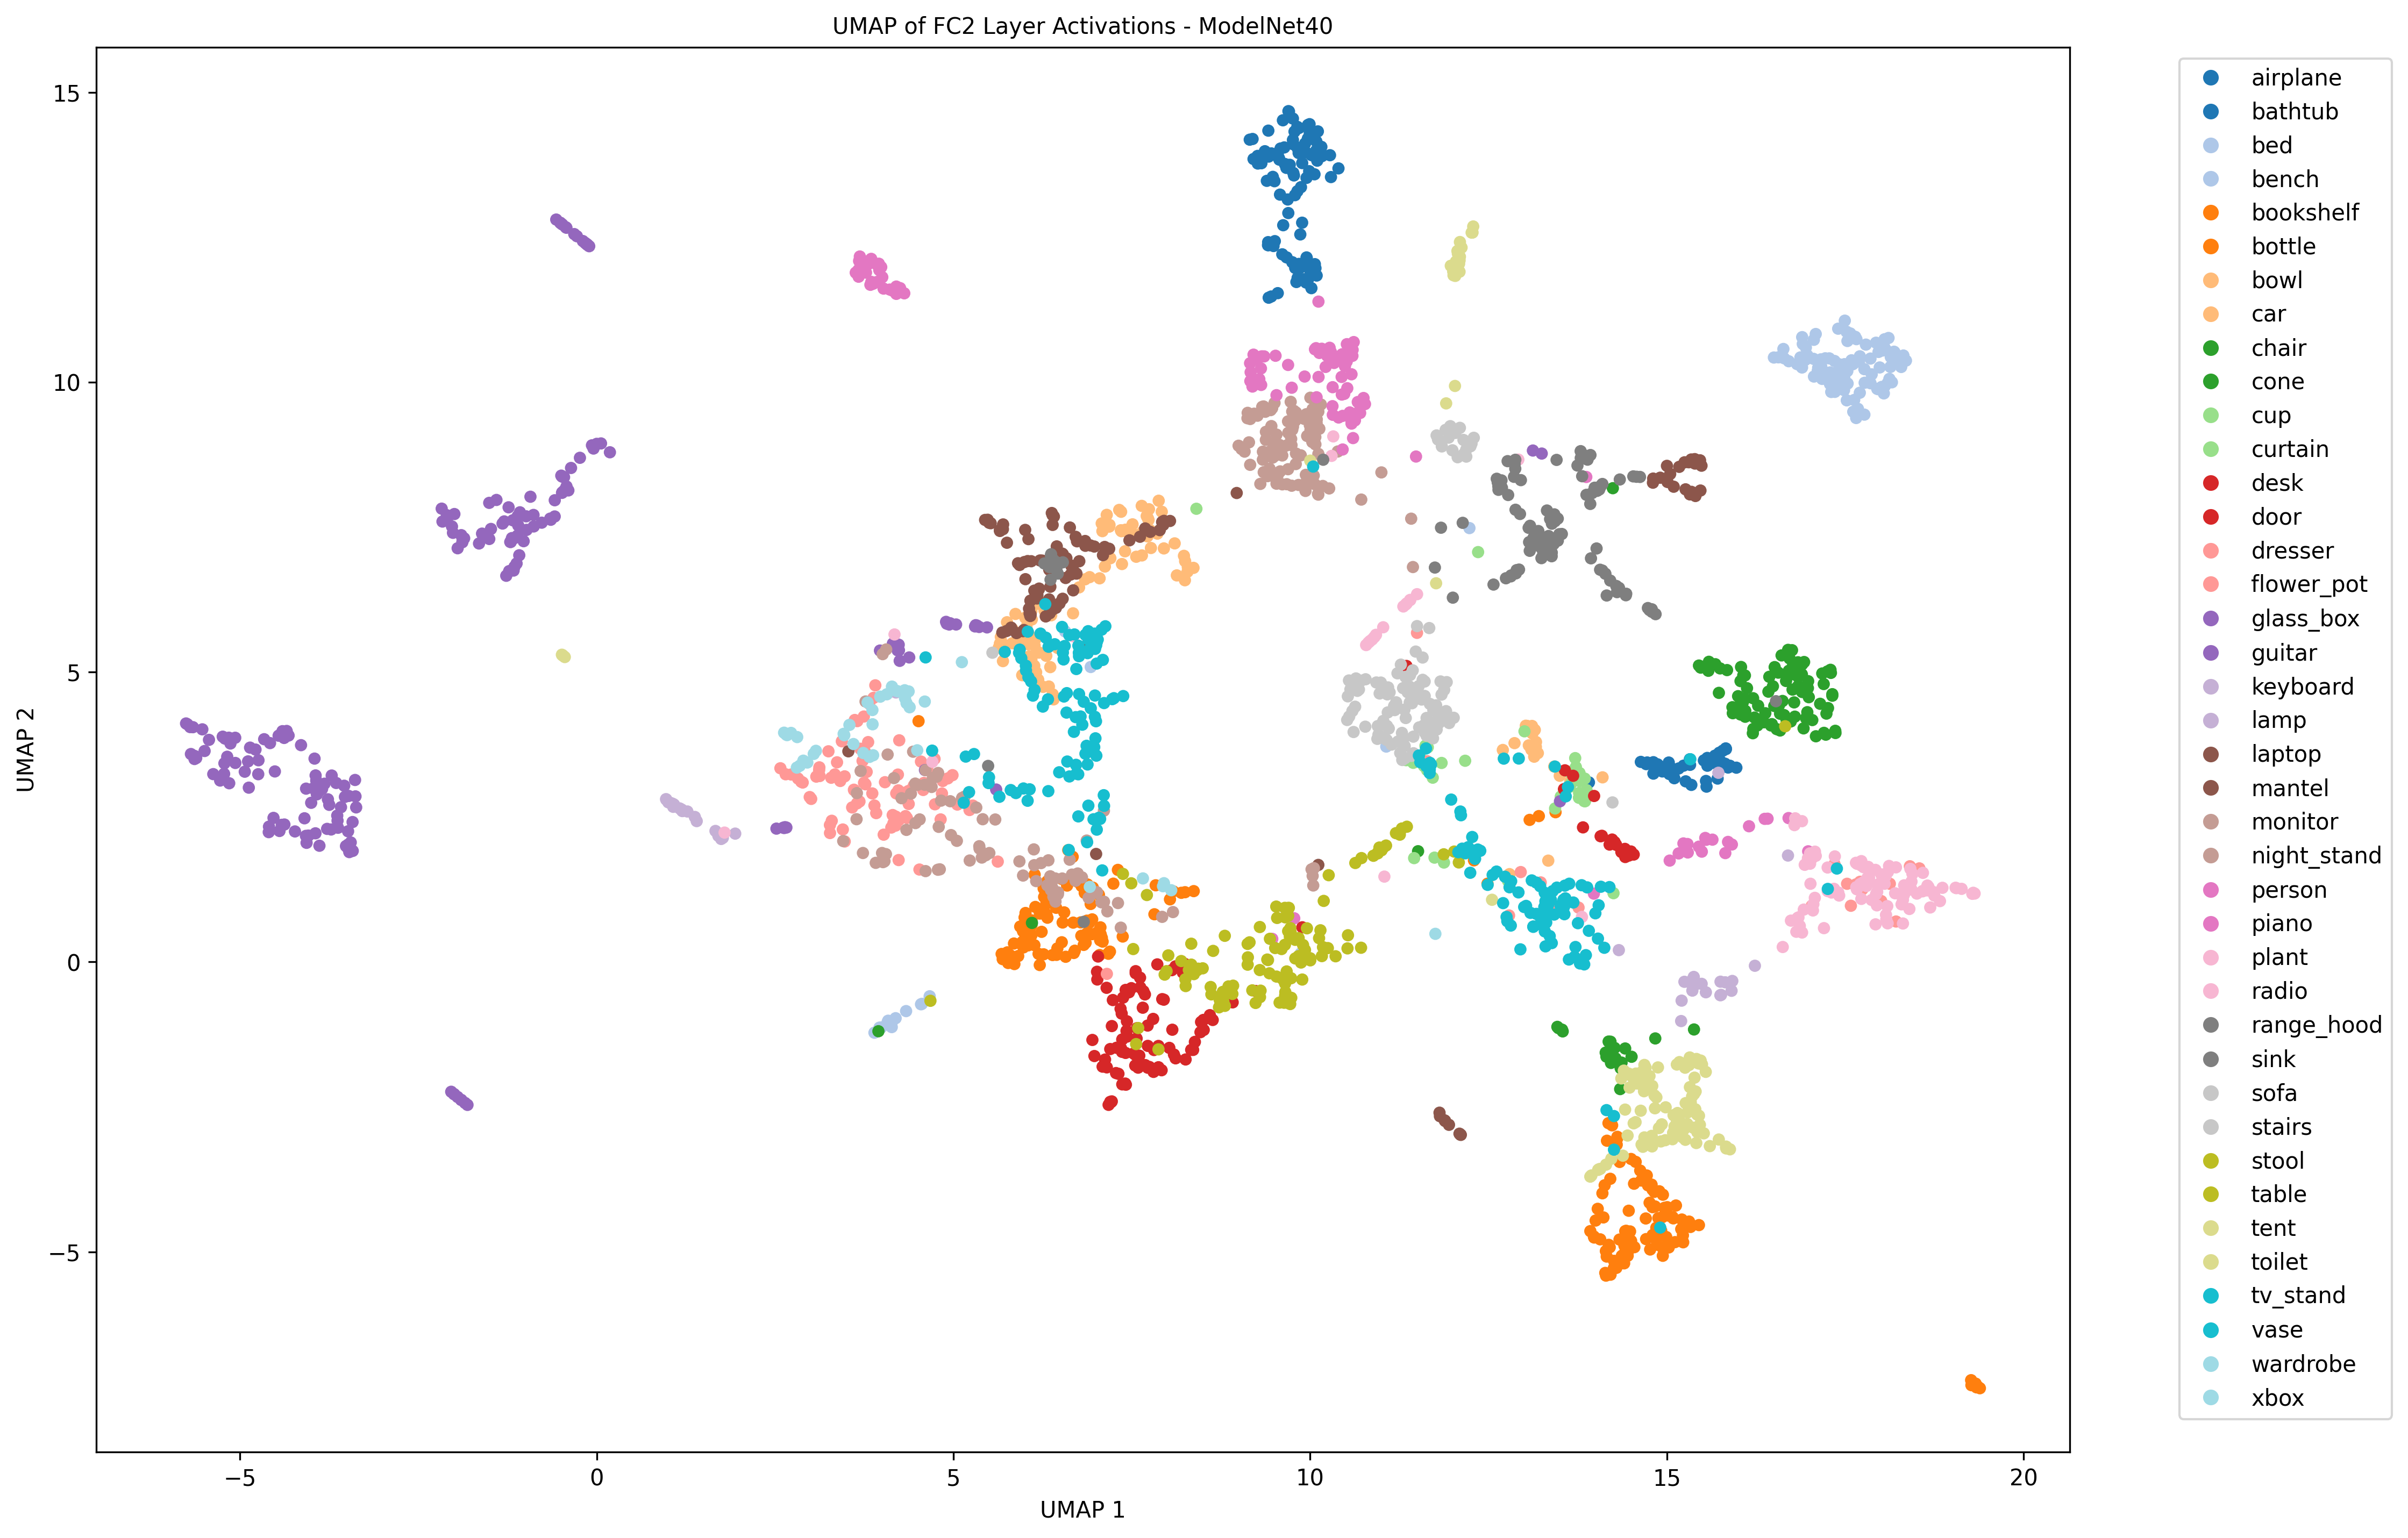 UMAP of FC2 Layer Activations - ModelNet40
15
10
5
0
−5
UMAP 2
−5
0
5
10
15
20
UMAP 1
airplane
bathtub
bed
bench
bookshelf
bottle
bowl
car
chair
cone
cup
curtain
desk
door
dresser
flower_pot
glass_box
guitar
keyboard
lamp
laptop
mantel
monitor
night_stand
person
piano
plant
radio
range_hood
sink
sofa
stairs
stool
table
tent
toilet
tv_stand
vase
wardrobe
xbox